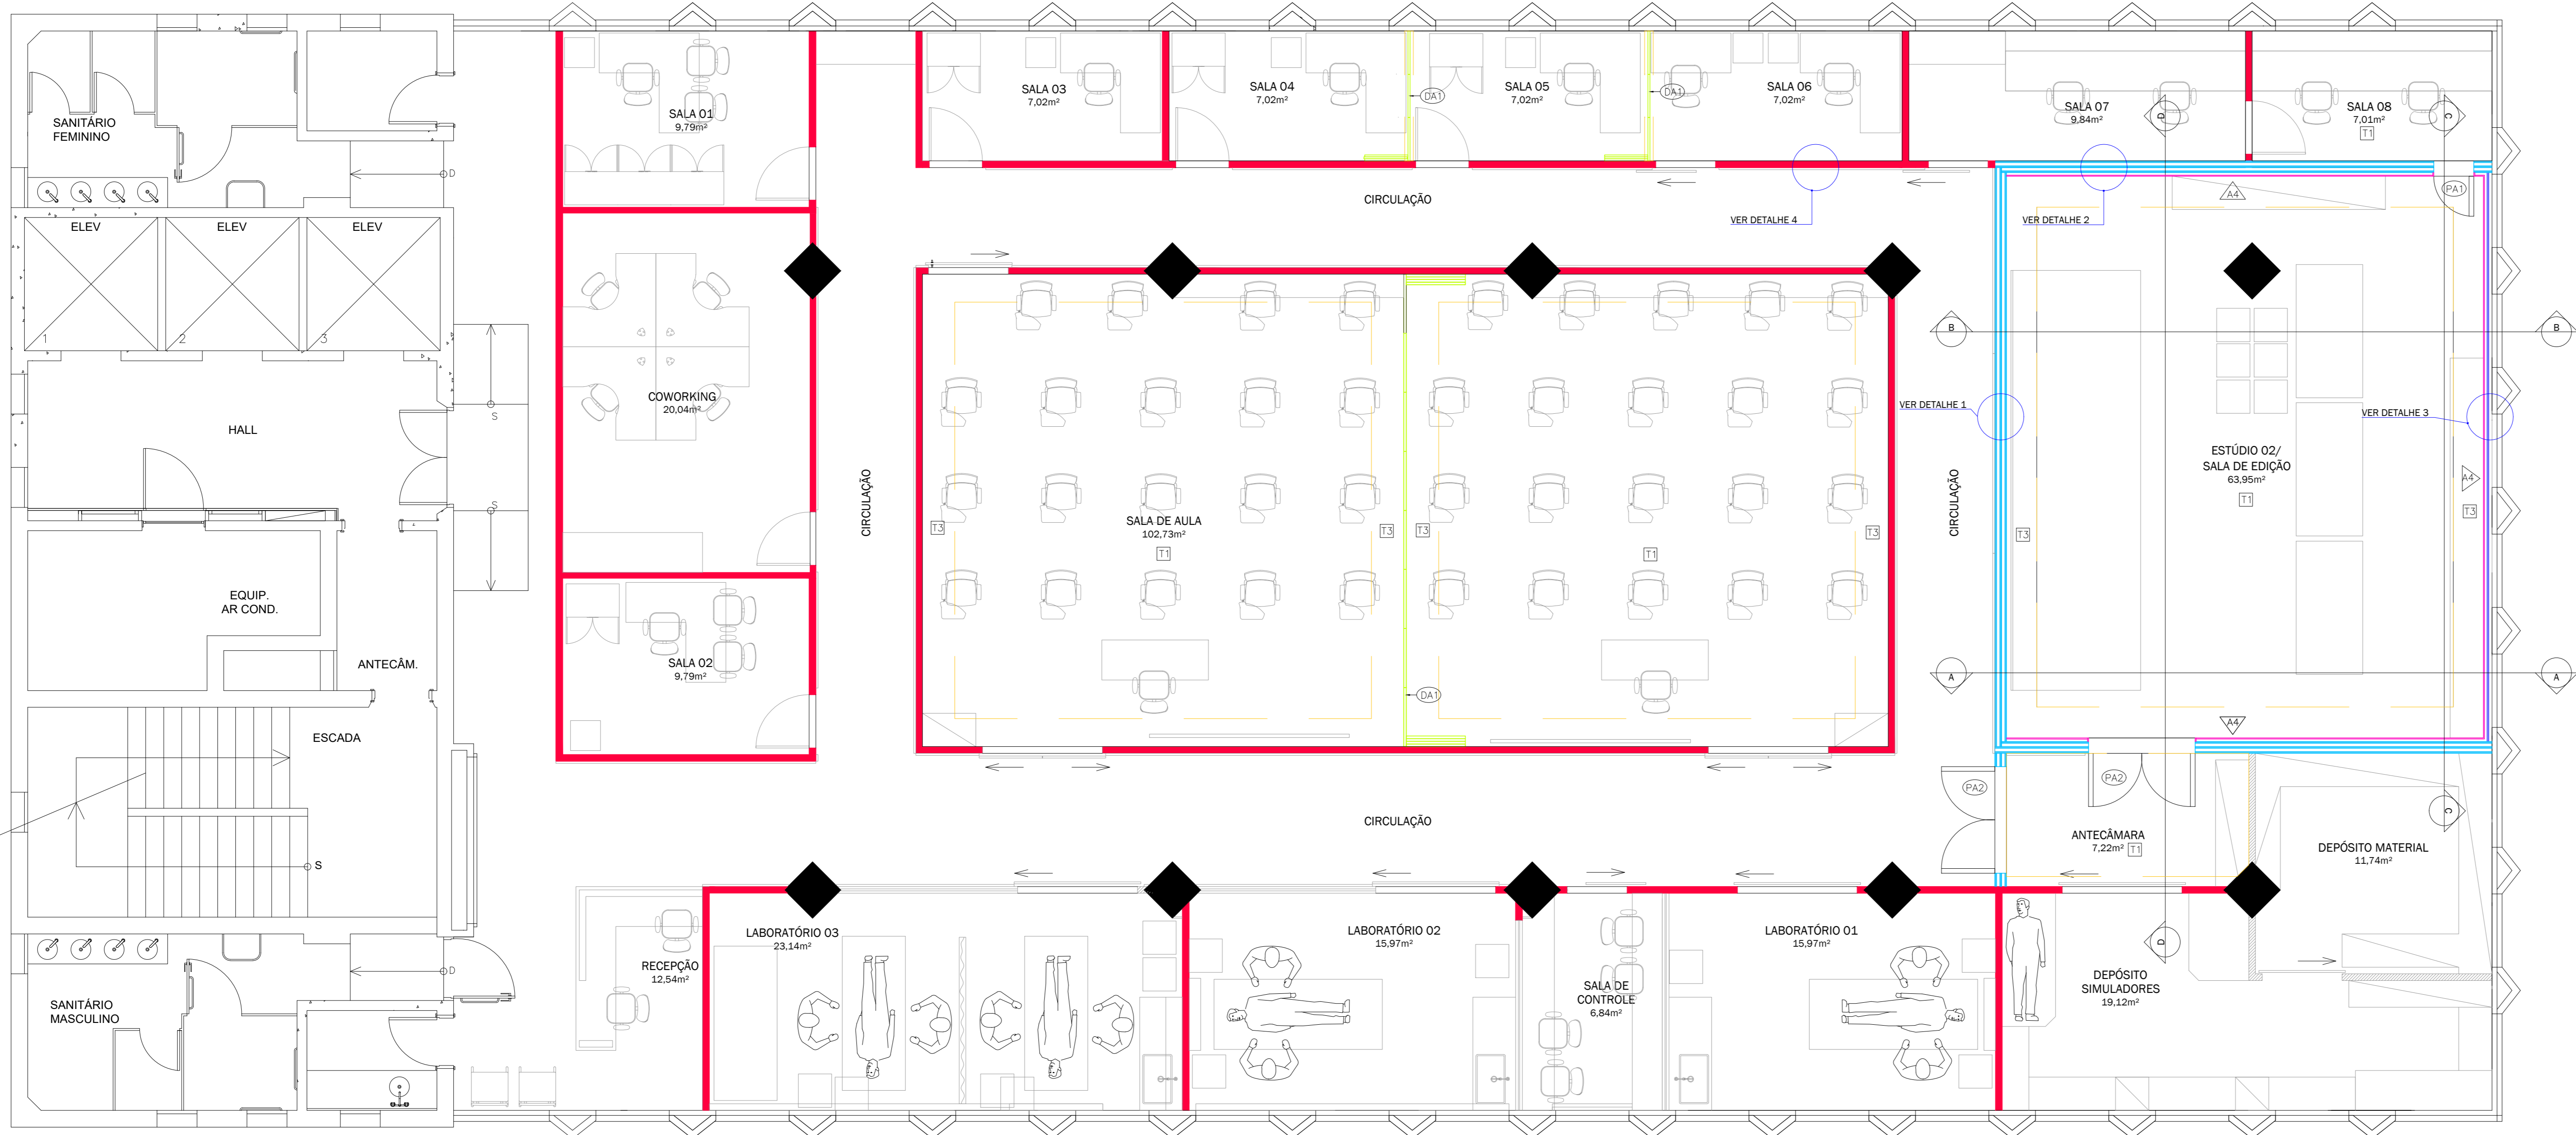 SANITÁRIO
FEMININO
D
SALA 01
9,79m²
SALA 03
7,02m²
SALA 04
7,02m²
DA1
SALA 05
7,02m²
DA1
SALA 06
7,02m²
SALA 07
9,84m²
D
SALA 08
7,01m²
T1
C
ELEV
ELEV
ELEV
1
2
3
CIRCULAÇÃO
VER DETALHE 4
VER DETALHE 2
A4
PA1
B
B
S
HALL
S
COWORKING
20,04m²
CIRCULAÇÃO
SALA DE AULA
102,73m²
T1
T3
T3
T3
T1
T3
DA1
VER DETALHE 1
CIRCULAÇÃO
VER DETALHE 3
ESTÚDIO 02/
SALA DE EDIÇÃO
63,95m²
T1
T3
A4
T3
EQUIP.
AR COND.
ANTECÂM.
SALA 02
9,79m²
A
A
A4
ESCADA
S
CIRCULAÇÃO
PA2
PA2
ANTECÂMARA
7,22m²
T1
C
DEPÓSITO MATERIAL
11,74m²
D
SANITÁRIO
MASCULINO
RECEPÇÃO
12,54m²
LABORATÓRIO 03
23,14m²
LABORATÓRIO 02
15,97m²
SALA DE
CONTROLE
6,84m²
LABORATÓRIO 01
15,97m²
D
DEPÓSITO
SIMULADORES
19,12m²